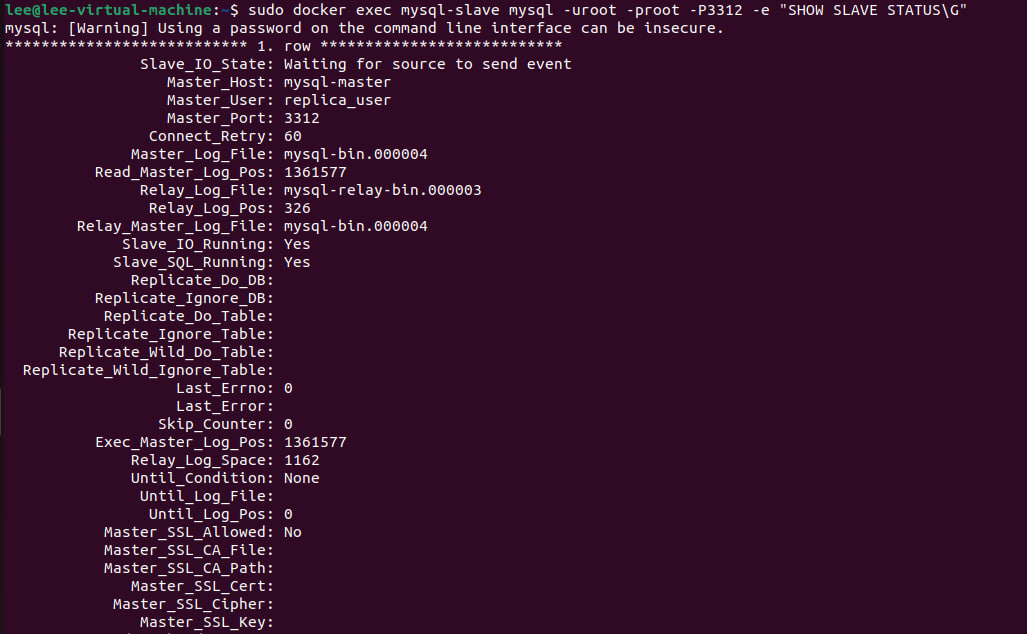 lee@lee-virtual-machine:~$ sudo docker exec mysql-slave mysql -uroot -proot -P3312 -e "SHOW SLAVE STATUS\G"
mysql: [Warning] Using a password on the command line interface can be insecure.
*************************** 1. row ***************************
Slave_IO_State: Waiting for source to send event
Master_Host: mysql-master
Master_User: replica_user
Master_Port: 3312
Connect_Retry: 60
Master_Log_File: mysql-bin.000004
Read_Master_Log_Pos: 1361577
Relay_Log_File: mysql-relay-bin.000003
Relay_Log_Pos: 326
Relay_Master_Log_File: mysql-bin.000004
Slave_IO_Running: Yes
Slave_SQL_Running: Yes
Replicate_Do_DB:
Replicate_Ignore_DB:
Replicate_Do_Table:
Replicate_Ignore_Table:
Replicate_Wild_Do_Table:
Replicate_Wild_Ignore_Table:
Last_Errno: 0
Last_Error:
Skip_Counter: 0
Exec_Master_Log_Pos: 1361577
Relay_Log_Space: 1162
Until_Condition: None
Until_Log_File:
Until_Log_Pos: 0
Master_SSL_Allowed: No
Master_SSL_CA_File:
Master_SSL_CA_Path:
Master_SSL_Cert:
Master_SSL_Cipher:
Master_SSL_Key: